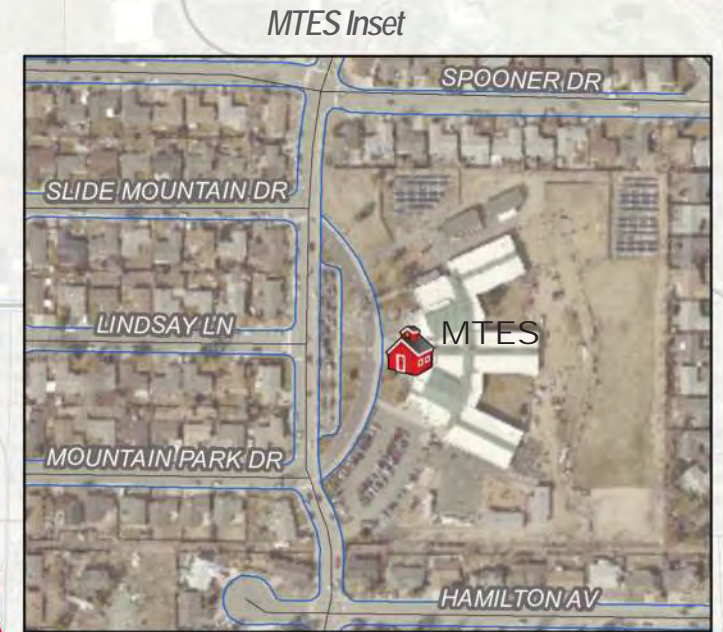 MTES Inset
SPOONER DR
SLIDE MOUNTAIN DR
LINDSAY LN
MTES
MOUNTAIN PARK DR
HAMILTON AV